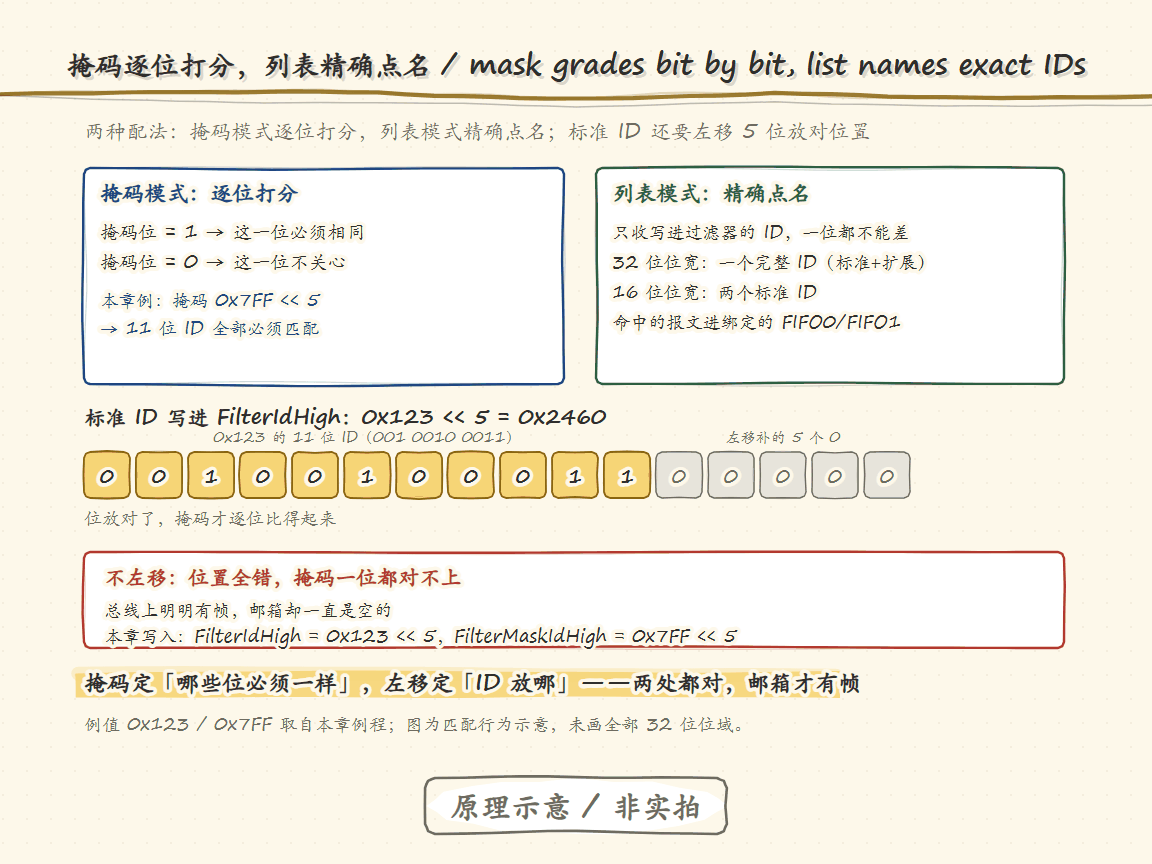 掩码逐位打分，列表精确点名 / mask grades bit by bit, list names exact IDs
两种配法：掩码模式逐位打分，列表模式精确点名；标准 ID 还要左移 5 位放对位置
掩码模式：逐位打分
掩码位 = 1 → 这一位必须相同
掩码位 = 0 → 这一位不关心
本章例：掩码 0x7FF << 5
→ 11 位 ID 全部必须匹配
列表模式：精确点名
只收写进过滤器的 ID，一位都不能差
32 位位宽：一个完整 ID（标准+扩展）
16 位位宽：两个标准 ID
命中的报文进绑定的 FIFO0/FIFO1
标准 ID 写进 FilterIdHigh：0x123 << 5 = 0x2460
0x123 的 11 位 ID（001 0010 0011）
左移补的 5 个 0
0 0 1 0 0 1 0 0 0 1 1 0 0 0 0 0
位放对了，掩码才逐位比得起来
不左移：位置全错，掩码一位都对不上
总线上明明有帧，邮箱却一直是空的
本章写入：FilterIdHigh = 0x123 << 5，FilterMaskIdHigh = 0x7FF << 5
掩码定「哪些位必须一样」，左移定「ID 放哪」——两处都对，邮箱才有帧
例值 0x123 / 0x7FF 取自本章例程；图为匹配行为示意，未画全部 32 位位域。
原理示意 / 非实拍